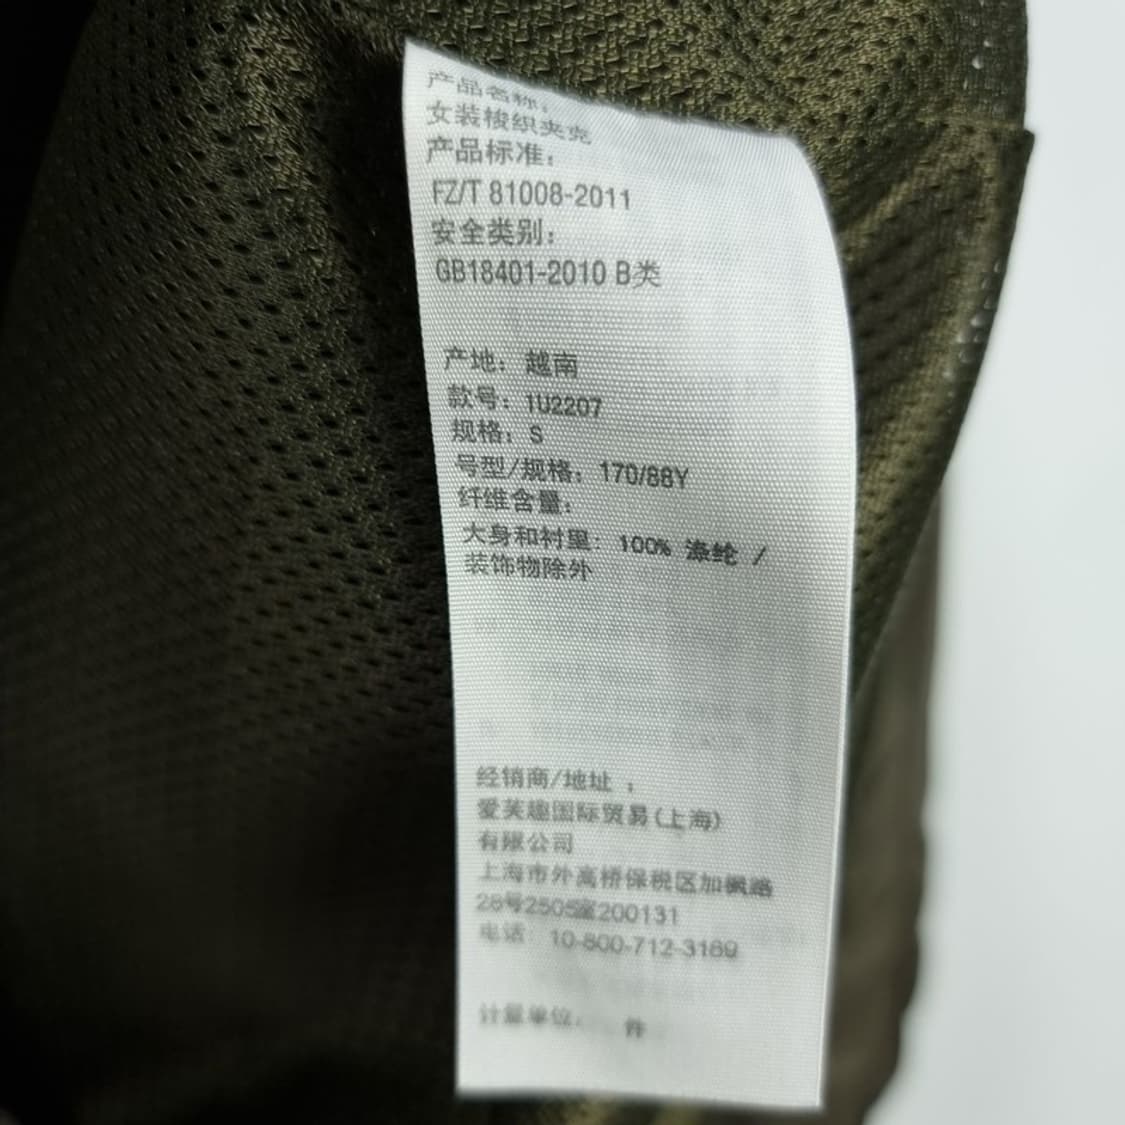 产品名称：
女装梭织夹克
产品标准：
FZ/T 81008-2011
安全类别：
GB18401-2010 B类
产地：越南
款号：1U2207
规格：S
号型/规格：170/88Y
纤维含量：
大身和衬里：100% 涤纶 /
装饰物除外
经销商/地址 ：
爱芙趣国际贸易(上海)
有限公司
上海市外高桥保税区加枫路
28号2505室200131
电话 10-800-712-3169
计量单位： 件